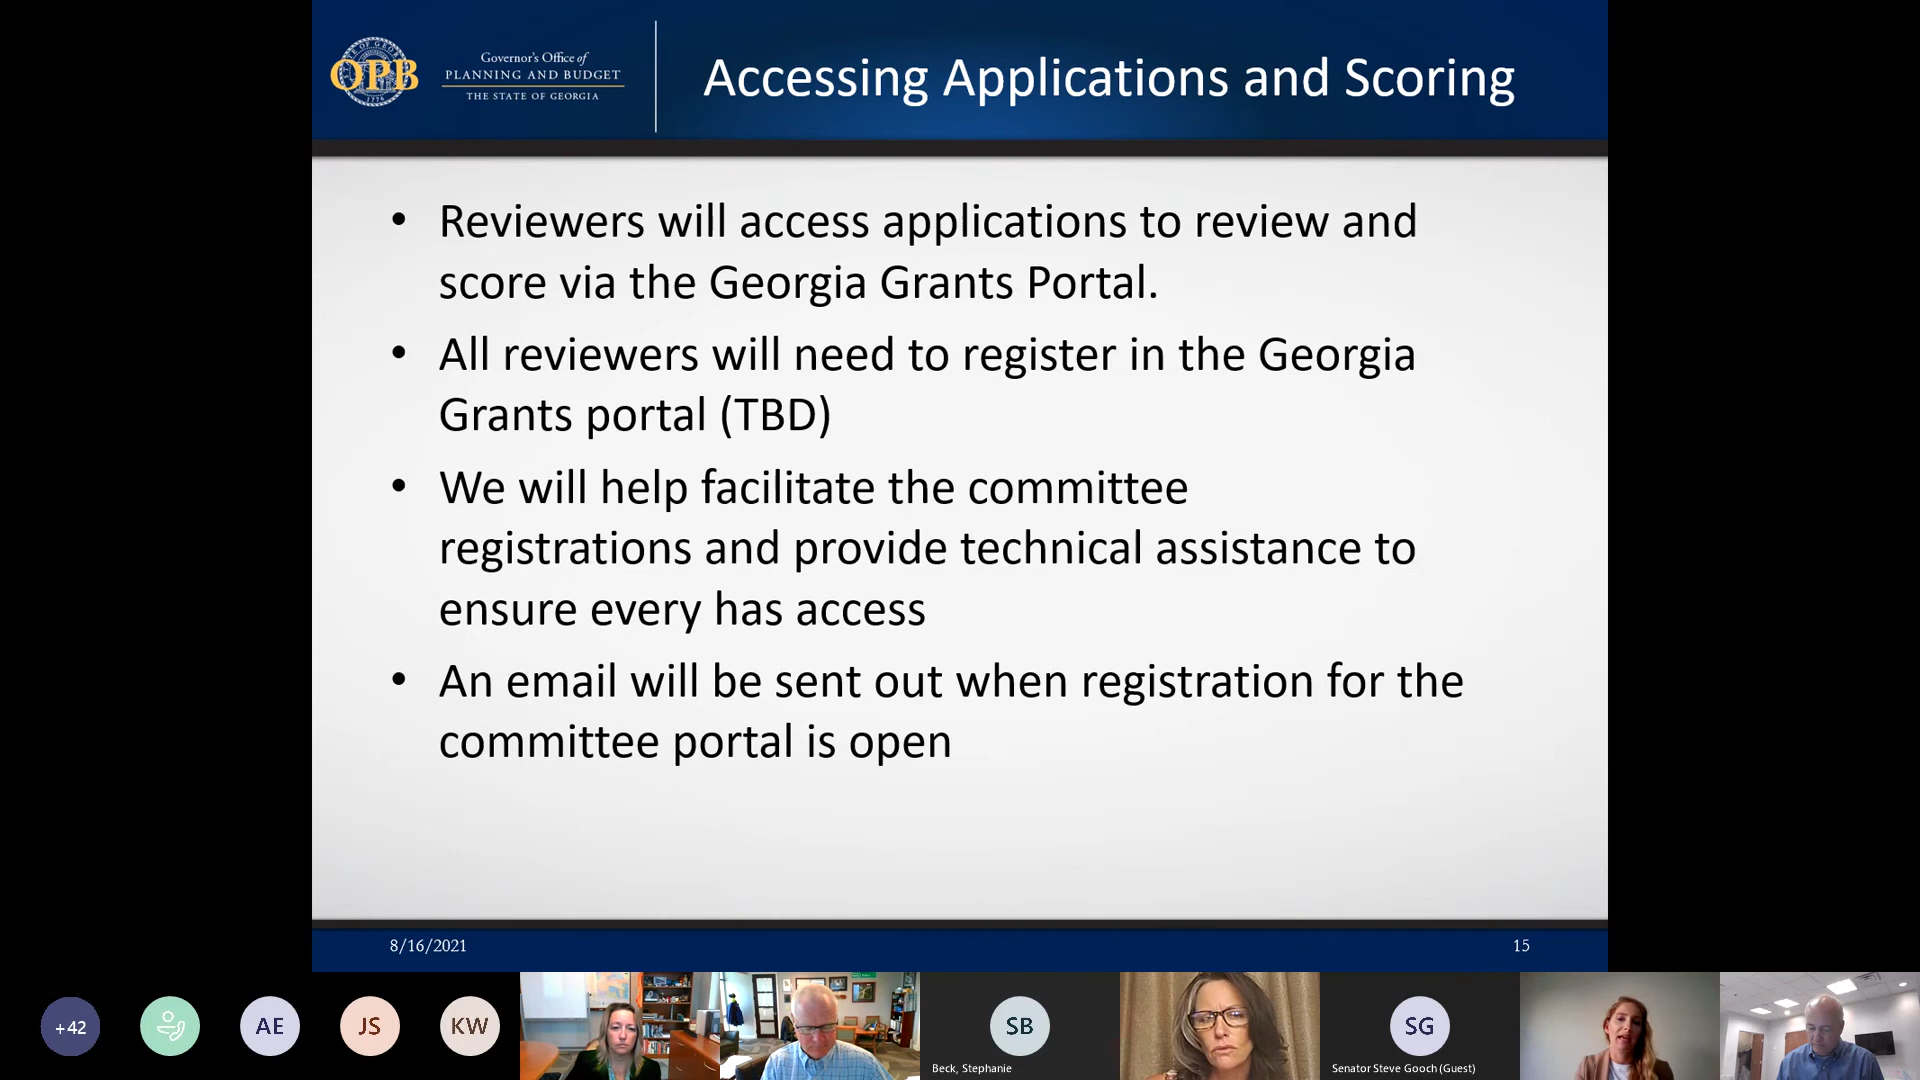 OPB
1776
Governor's Office of
PLANNING AND BUDGET
THE STATE OF GEORGIA
Accessing Applications and Scoring
• Reviewers will access applications to review and
score via the Georgia Grants Portal.
• All reviewers will need to register in the Georgia
Grants portal (TBD)
• We will help facilitate the committee
registrations and provide technical assistance to
ensure every has access
• An email will be sent out when registration for the
committee portal is open
8/16/2021
15
+42
AE
JS
KW
SB
Beck, Stephanie
SG
Senator Steve Gooch (Guest)